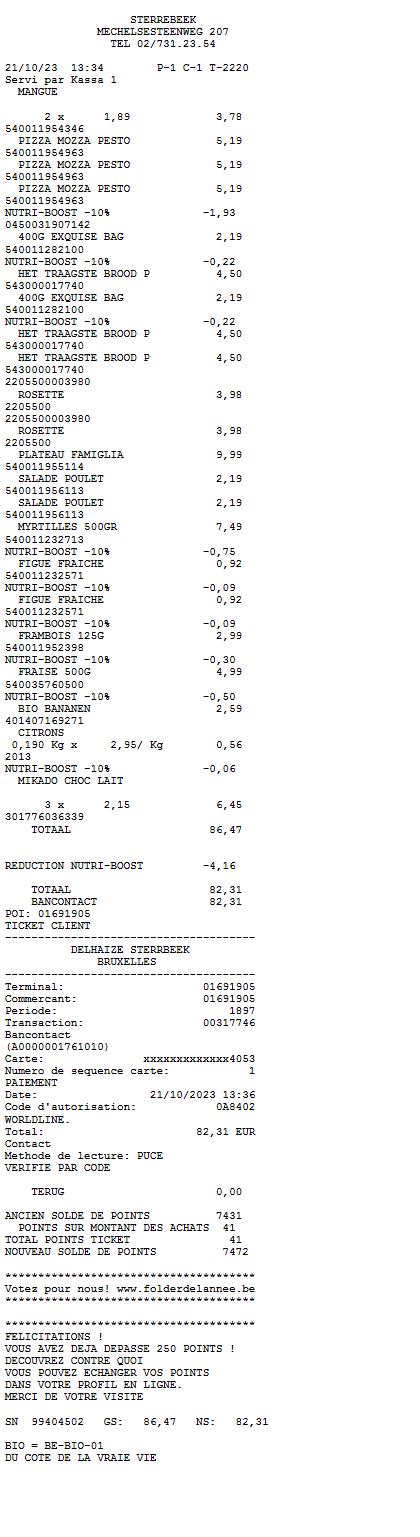 STERREBEEK
MECHELSESTEENWEG 207
TEL 02/731.23.54
21/10/23 13:34 P-1 C-1 T-2220
Servi par Kassa 1
MANGUE
2 x 1,89 3,78
540011954346
PIZZA MOZZA PESTO 5,19
540011954963
PIZZA MOZZA PESTO 5,19
540011954963
PIZZA MOZZA PESTO 5,19
540011954963
NUTRI-BOOST -10% -1,93
0450031907142
400G EXQUISE BAG 2,19
540011282100
NUTRI-BOOST -10% -0,22
HET TRAAGSTE BROOD P 4,50
543000017740
400G EXQUISE BAG 2,19
540011282100
NUTRI-BOOST -10% -0,22
HET TRAAGSTE BROOD P 4,50
543000017740
HET TRAAGSTE BROOD P 4,50
543000017740
2205500003980
ROSETTE 3,98
2205500
2205500003980
ROSETTE 3,98
2205500
PLATEAU FAMIGLIA 9,99
540011955114
SALADE POULET 2,19
540011956113
SALADE POULET 2,19
540011956113
MYRTILLES 500GR 7,49
540011232713
NUTRI-BOOST -10% -0,75
FIGUE FRAICHE 0,92
540011232571
NUTRI-BOOST -10% -0,09
FIGUE FRAICHE 0,92
540011232571
NUTRI-BOOST -10% -0,09
FRAMBOIS 125G 2,99
540011952398
NUTRI-BOOST -10% -0,30
FRAISE 500G 4,99
540035760500
NUTRI-BOOST -10% -0,50
BIO BANANEN 2,59
401407169271
CITRONS
0,190 Kg x 2,95/ Kg 0,56
2013
NUTRI-BOOST -10% -0,06
MIKADO CHOC LAIT
3 x 2,15 6,45
301776036339
TOTAAL 86,47
REDUCTION NUTRI-BOOST -4,16
TOTAAL 82,31
BANCONTACT 82,31
POI: 01691905
TICKET CLIENT
--------------------------------------
DELHAIZE STERRBEEK
BRUXELLES
--------------------------------------
Terminal: 01691905
Commercant: 01691905
Periode: 1897
Transaction: 00317746
Bancontact
(A0000001761010)
Carte: xxxxxxxxxxxxx4053
Numero de sequence carte: 1
PAIEMENT
Date: 21/10/2023 13:36
Code d'autorisation: 0A8402
WORLDLINE.
Total: 82,31 EUR
Contact
Methode de lecture: PUCE
VERIFIE PAR CODE
TERUG 0,00
ANCIEN SOLDE DE POINTS 7431
POINTS SUR MONTANT DES ACHATS 41
TOTAL POINTS TICKET 41
NOUVEAU SOLDE DE POINTS 7472
**************************************
Votez pour nous! www.folderdelannee.be
**************************************
**************************************
FELICITATIONS !
VOUS AVEZ DEJA DEPASSE 250 POINTS !
DECOUVREZ CONTRE QUOI
VOUS POUVEZ ECHANGER VOS POINTS
DANS VOTRE PROFIL EN LIGNE.
MERCI DE VOTRE VISITE
SN 99404502 GS: 86,47 NS: 82,31
BIO = BE-BIO-01
DU COTE DE LA VRAIE VIE